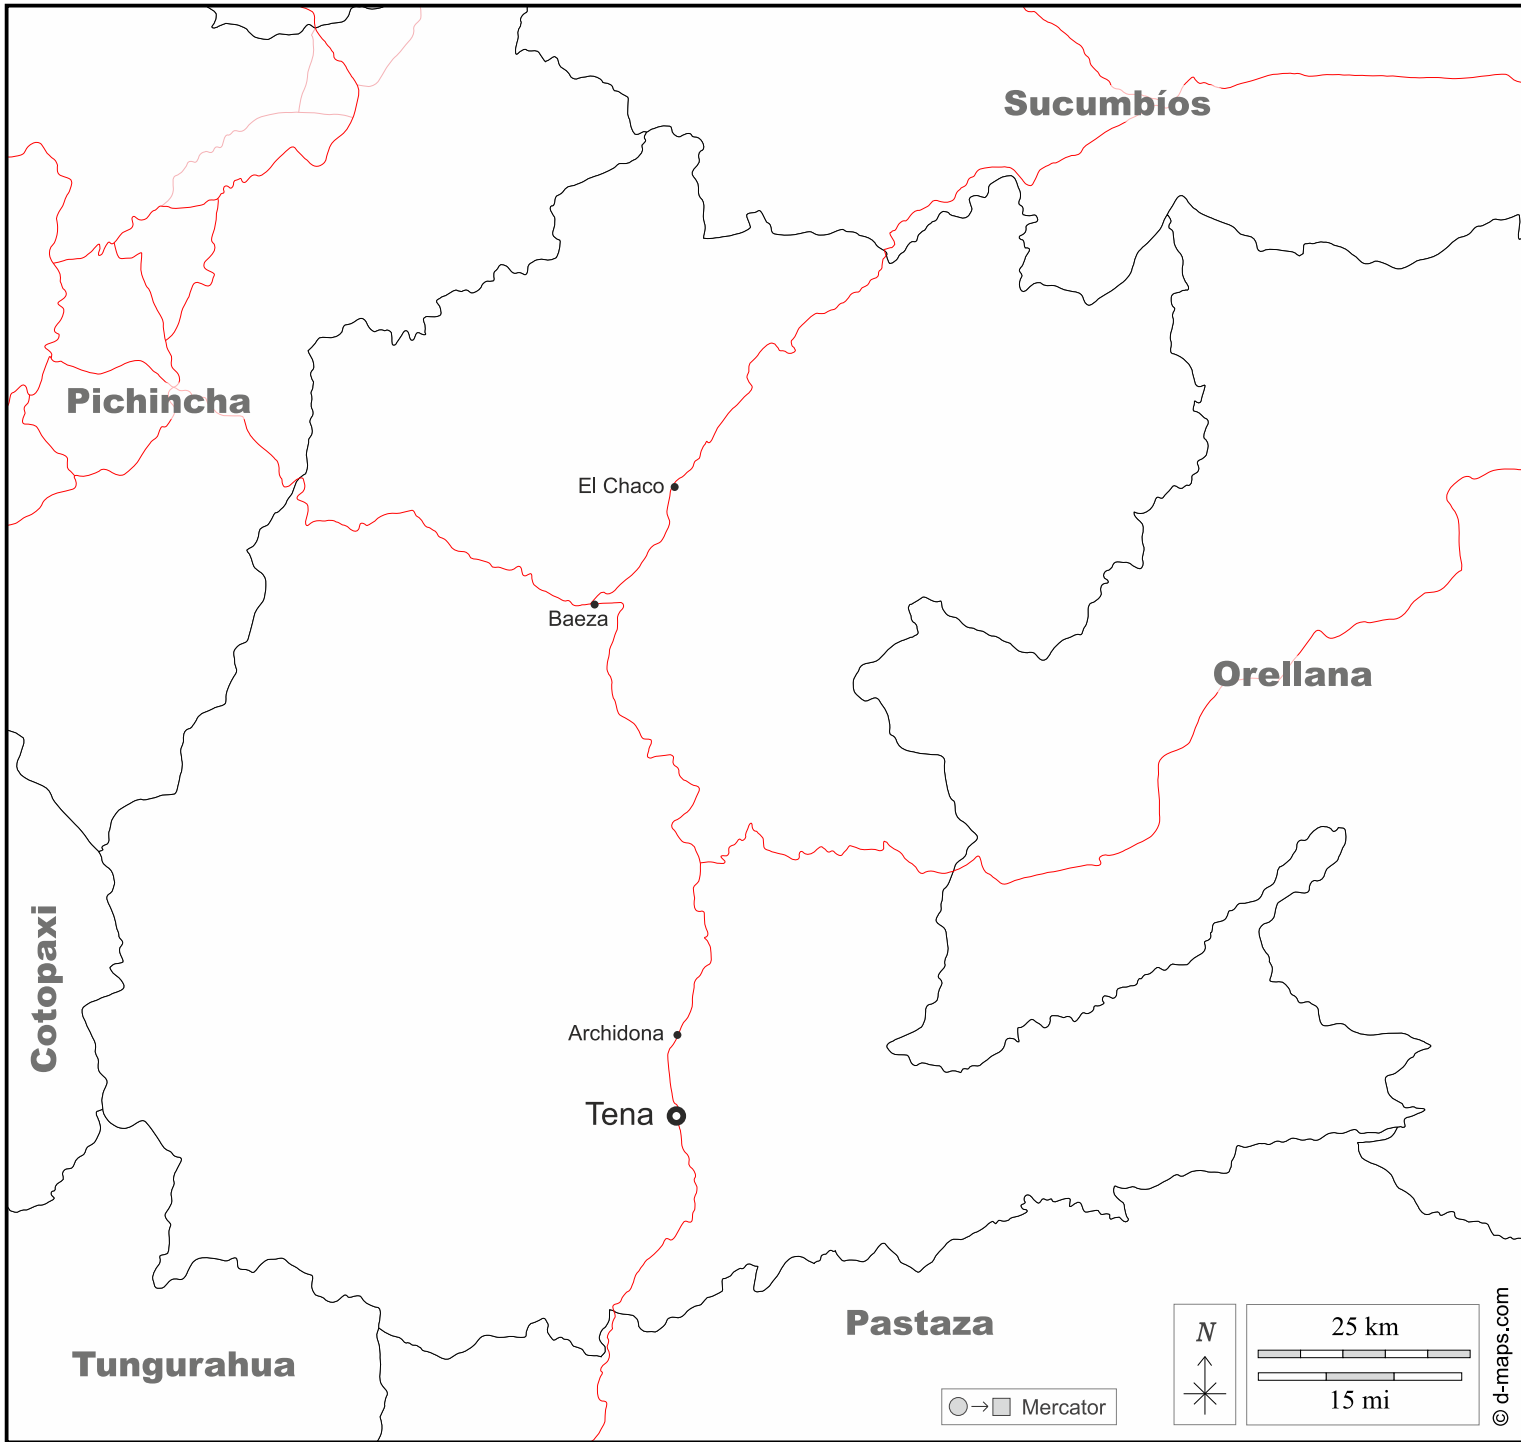 Sucumbíos
Pichincha
El Chaco
Baeza
Orellana
Cotopaxi
Archidona
Tena
Pastaza
Tungurahua
N
25 km
15 mi
Mercator
© d-maps.com